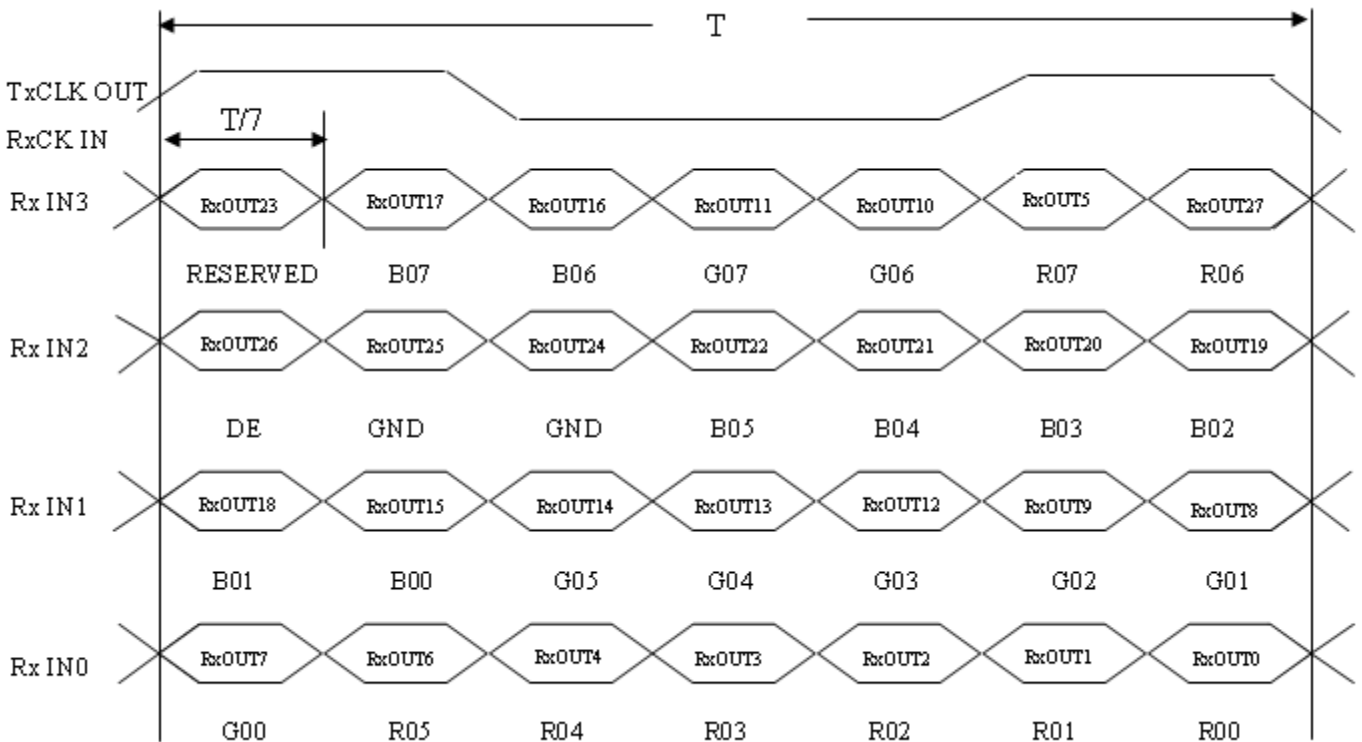 T
TxCLK OUT
T/7
RxCK IN
Rx IN3 RxOUT23 RxOUT17 RxOUT16 RxOUT11 RxOUT10 RxOUT5 RxOUT27
RESERVED B07 B06 G07 G06 R07 R06
Rx IN2 RxOUT26 RxOUT25 RxOUT24 RxOUT22 RxOUT21 RxOUT20 RxOUT19
DE GND GND B05 B04 B03 B02
Rx IN1 RxOUT18 RxOUT15 RxOUT14 RxOUT13 RxOUT12 RxOUT9 RxOUT8
B01 B00 G05 G04 G03 G02 G01
Rx IN0 RxOUT7 RxOUT6 RxOUT4 RxOUT3 RxOUT2 RxOUT1 RxOUT0
G00 R05 R04 R03 R02 R01 R00